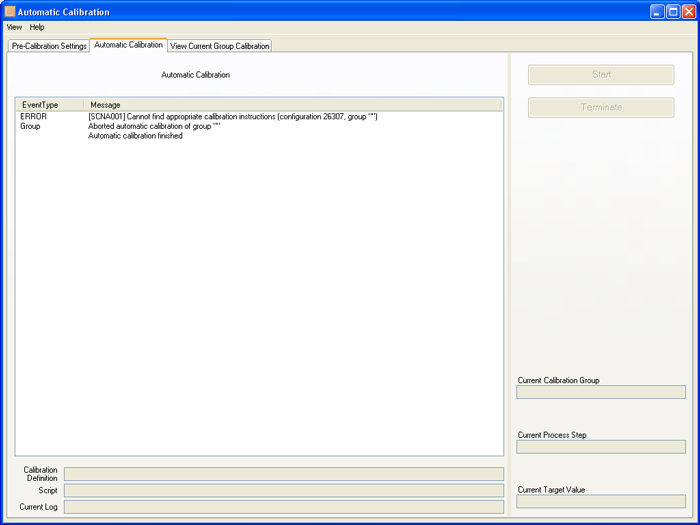 Automatic Calibration
View Help
Pre-Calibration Settings Automatic Calibration View Current Group Calibration
Automatic Calibration
Start
Terminate
EventType Message
ERROR [SCNA001] Cannot find appropriate calibration instructions (configuration 26307, group "")
Group Aborted automatic calibration of group ""
Automatic calibration finished
Current Calibration Group
Current Process Step
Calibration
Definition
Script
Current Target Value
Current Log